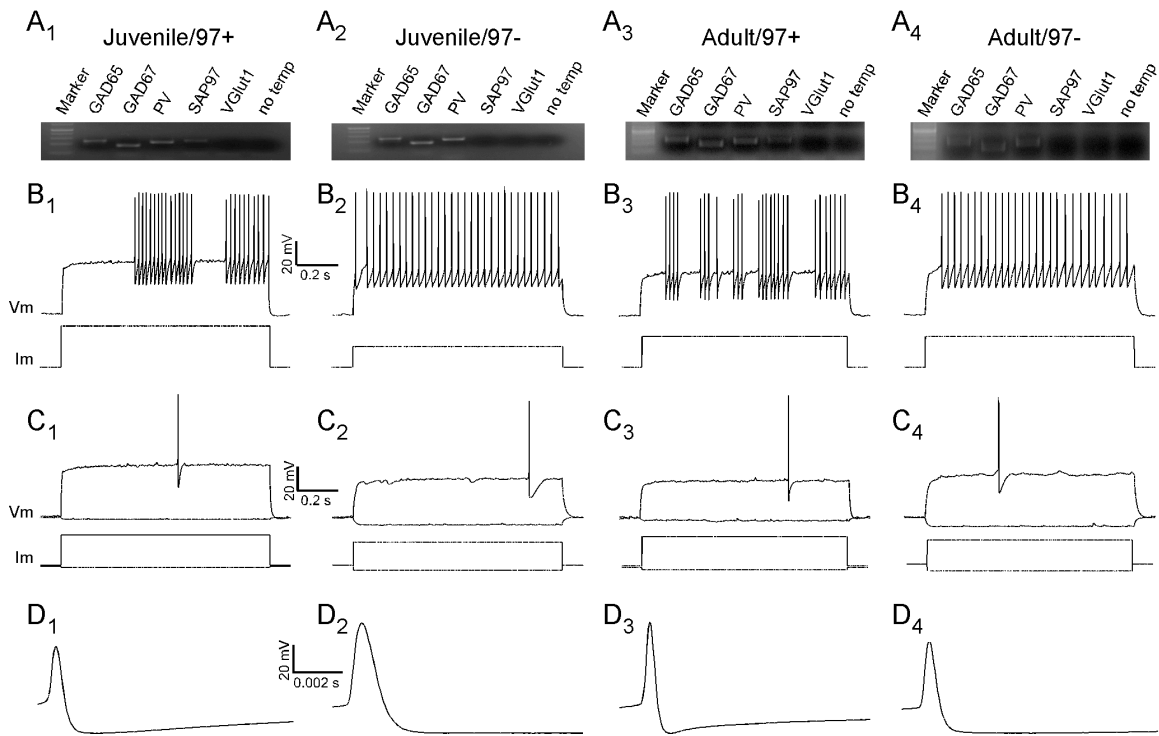 A1 A2 A3 A4
Juvenile/97+ Juvenile/97- Adult/97+ Adult/97-
Marker GAD65 GAD67 PV SAP97 VGlut1 no temp
Marker GAD65 GAD67 PV SAP97 VGlut1 no temp
Marker GAD65 GAD67 PV SAP97 VGlut1 no temp
Marker GAD65 GAD67 PV SAP97 VGlut1 no temp
B1 B2 B3 B4
20 mV
0.2 s
Vm
Im
C1 C2 C3 C4
20 mV
0.2 s
Vm
Im
D1 D2 D3 D4
20 mV
0.002 s